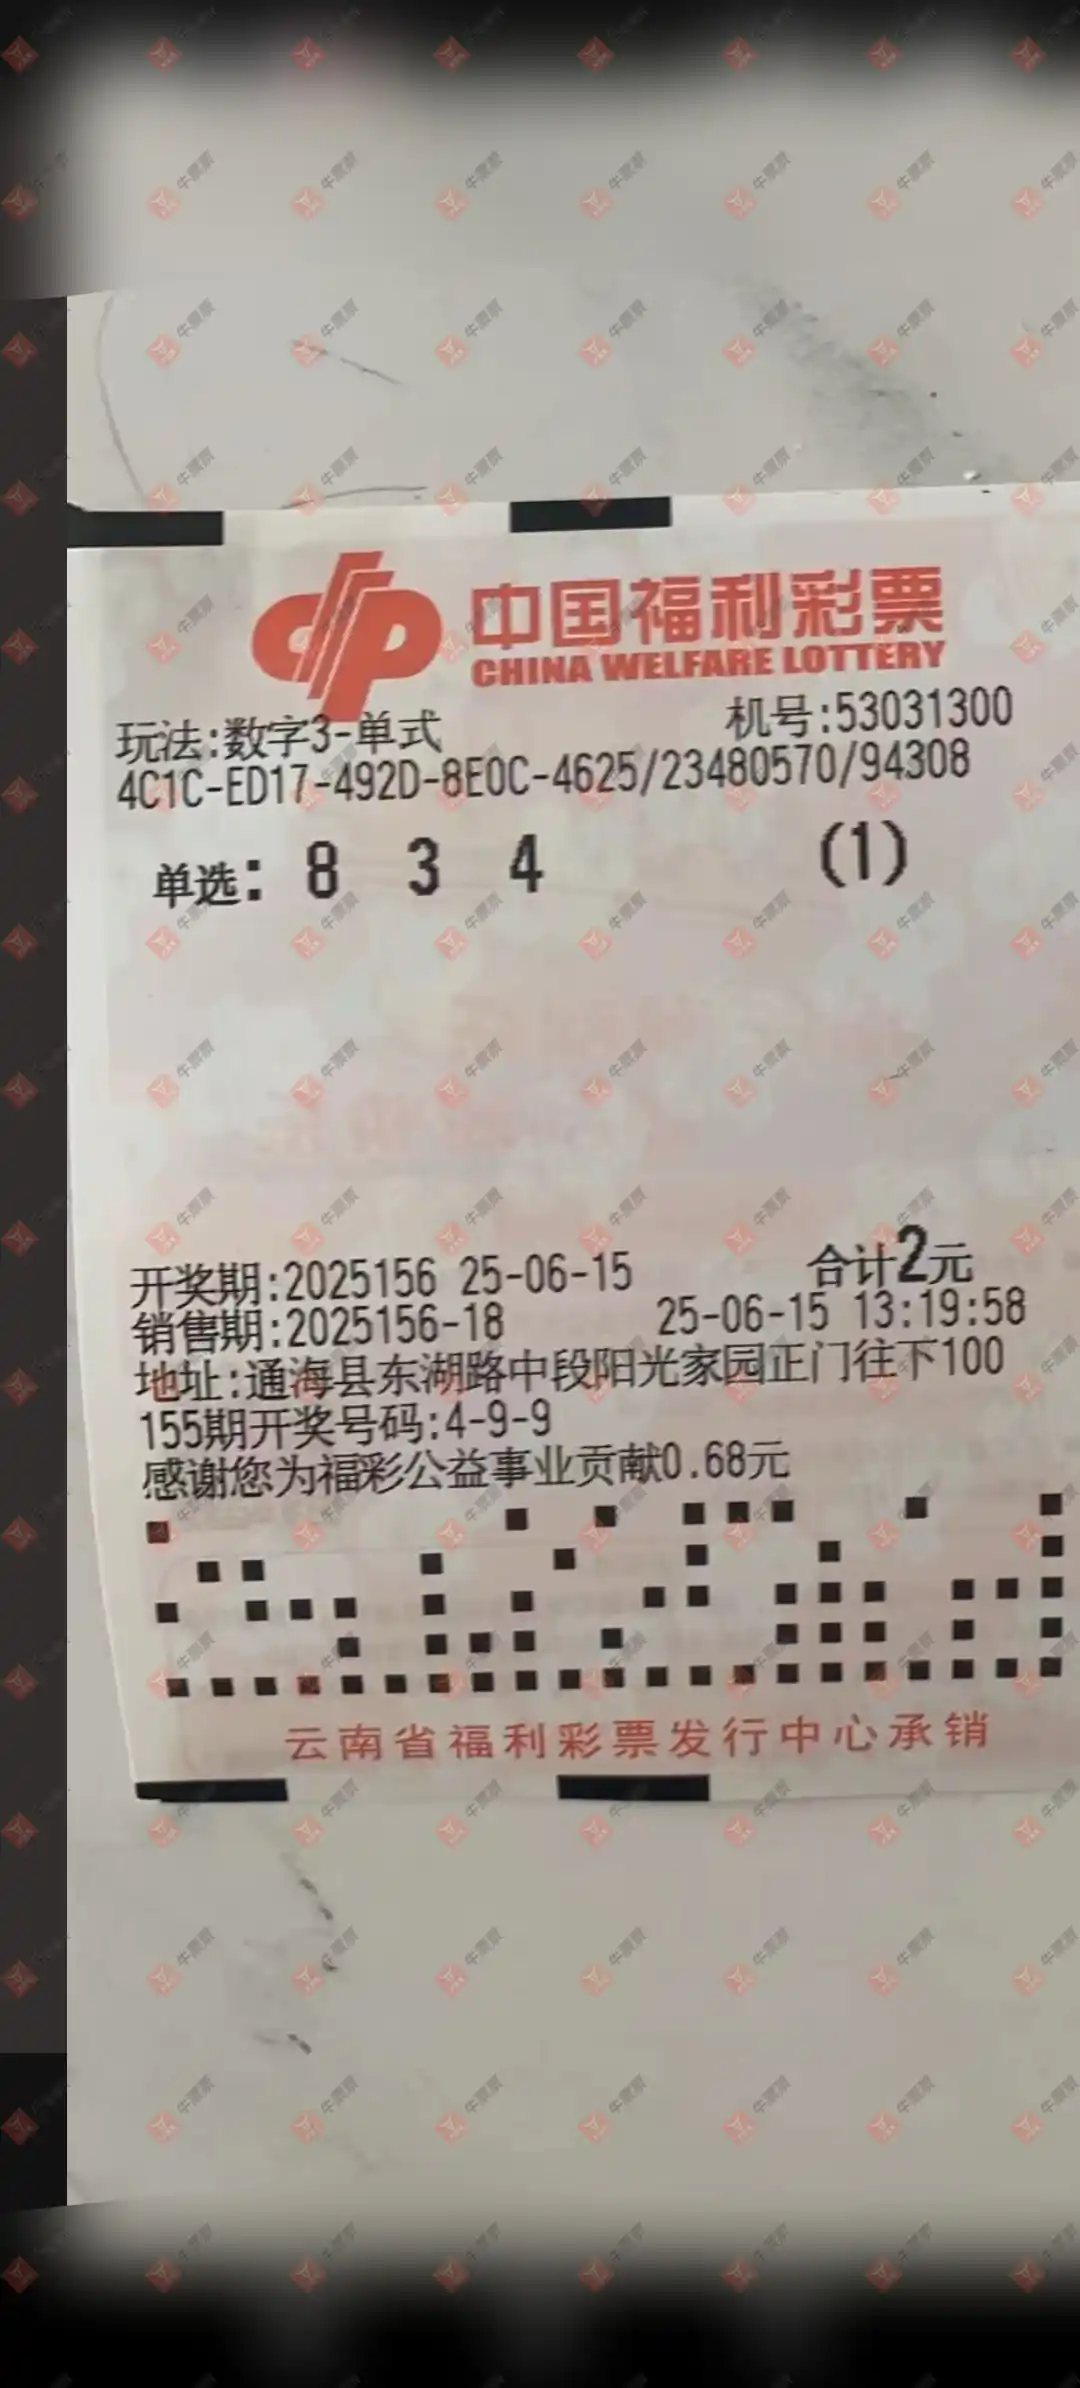 中国福利彩票
CHINA WELFARE LOTTERY
玩法:数字3-单式 机号:53031300
4C1C-ED17-492D-8E0C-4625/23480570/94308
单选: 8 3 4 (1)
开奖期:2025156 25-06-15 合计2元
销售期:2025156-18 25-06-15 13:19:58
地址:通海县东湖路中段阳光家园正门往下100
155期开奖号码:4-9-9
感谢您为福彩公益事业贡献0.68元
云南省福利彩票发行中心承销